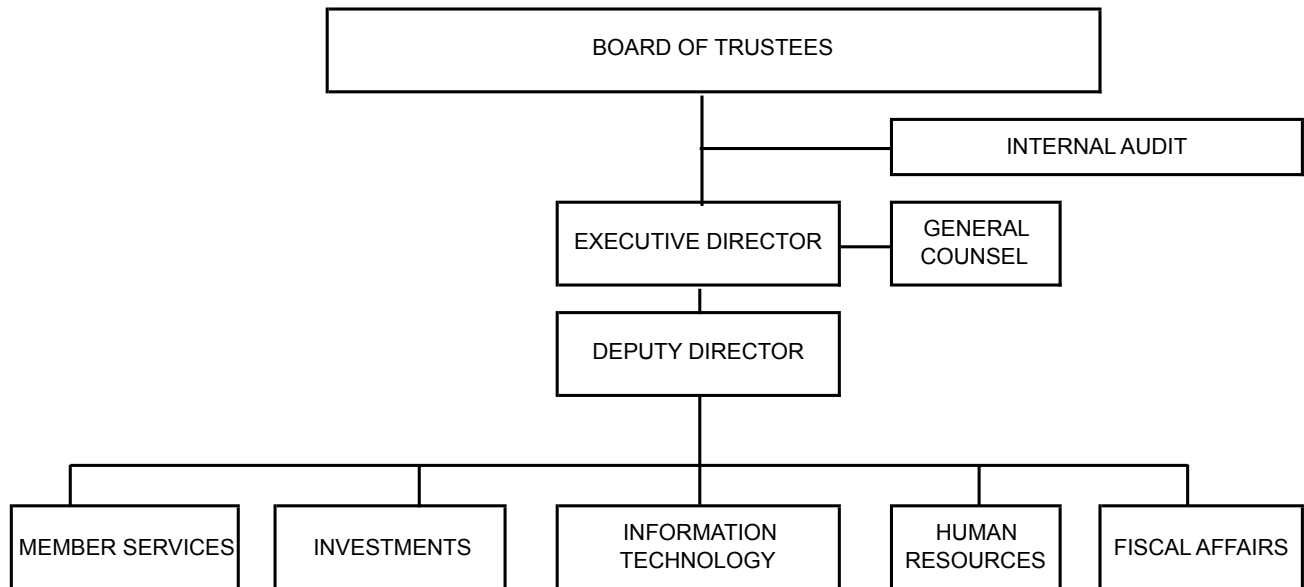 BOARD OF TRUSTEES
INTERNAL AUDIT
EXECUTIVE DIRECTOR
GENERAL
COUNSEL
DEPUTY DIRECTOR
MEMBER SERVICES
INVESTMENTS
INFORMATION
TECHNOLOGY
HUMAN
RESOURCES
FISCAL AFFAIRS